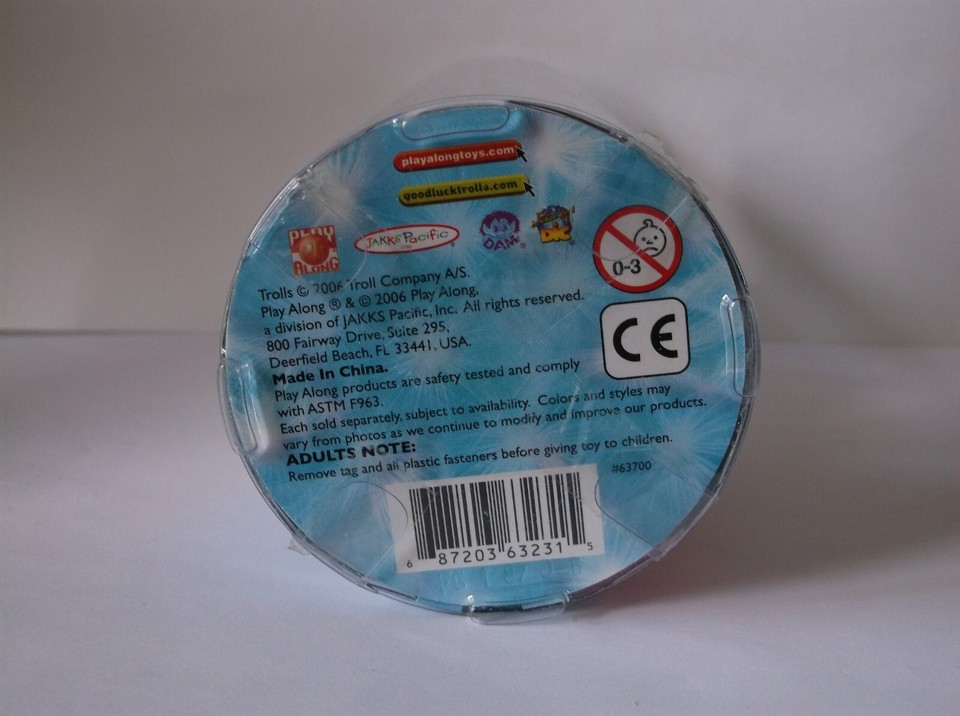 playalongtoys.com
goodlucktrolls.com
PLAY ALONG
JAKKS Pacific
DAM
DIC
0-3
Trolls © 2006 Troll Company A/S.
Play Along ® & © 2006 Play Along,
a division of JAKKS Pacific, Inc. All rights reserved.
800 Fairway Drive, Suite 295,
Deerfield Beach, FL 33441, USA.
Made In China.
CE
Play Along products are safety tested and comply
with ASTM F963.
Each sold separately, subject to availability. Colors and styles may
vary from photos as we continue to modify and improve our products.
ADULTS NOTE:
Remove tag and all plastic fasteners before giving toy to children.
#63700
6 87203 63231 5